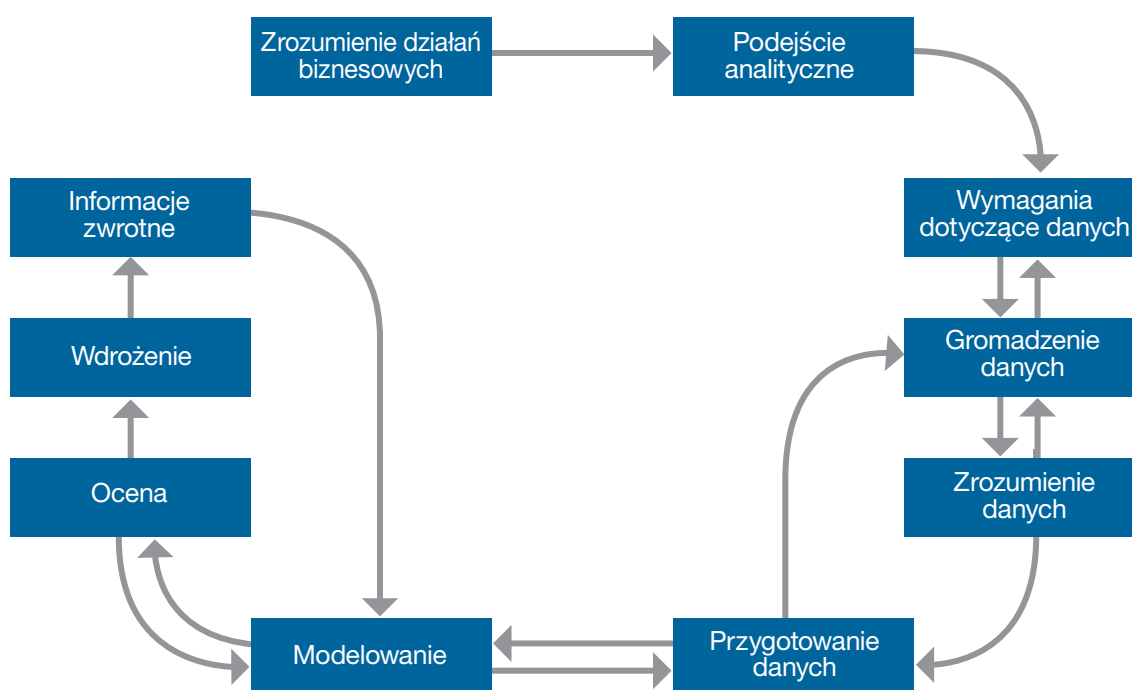 Zrozumienie działań
biznesowych
Podejście
analityczne
Wymagania
dotyczące danych
Gromadzenie
danych
Zrozumienie
danych
Przygotowanie
danych
Modelowanie
Ocena
Wdrożenie
Informacje
zwrotne